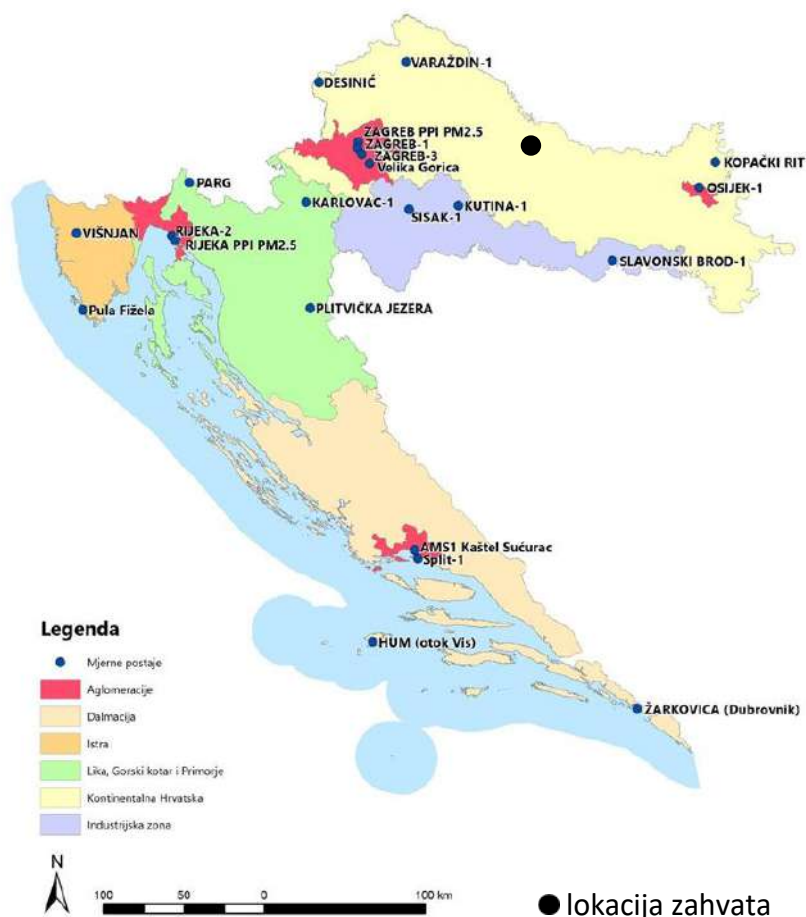 VARAŽDIN-1
DESINIĆ
ZAGREB PPI PM2.5
ZAGREB-1
ZAGREB-3
Velika Gorica
KOPAČKI RIT
OSIJEK-1
PARG
KARLOVAC-1
KUTINA-1
SISAK-1
VIŠNJAN
RIJEKA-2
RIJEKA PPI PM2.5
SLAVONSKI BROD-1
Pula Fižela
PLITVIČKA JEZERA
AMS1 Kaštel Sućurac
Split-1
HUM (otok Vis)
ŽARKOVICA (Dubrovnik)
Legenda
Mjerne postaje
Aglomeracije
Dalmacija
Istra
Lika, Gorski kotar i Primorje
Kontinentalna Hrvatska
Industrijska zona
N
100 50 0 100 km
lokacija zahvata